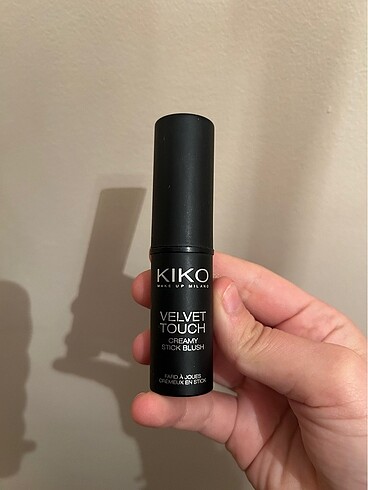 KIKO
MAKE UP MILANO
VELVET
TOUCH
CREAMY
STICK BLUSH
FARD À JOUES
CRÉMEUX EN STICK